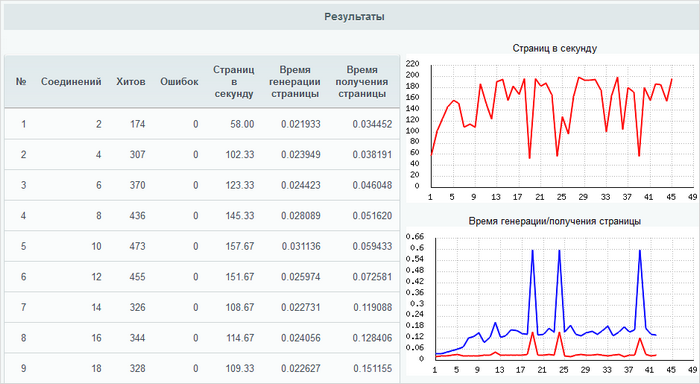 Результаты
№ Соединений Хитов Ошибок Страниц в секунду Время генерации страницы Время получения страницы
1 2 174 0 58.00 0.021933 0.034452
2 4 307 0 102.33 0.023949 0.038191
3 6 370 0 123.33 0.024423 0.046048
4 8 436 0 145.33 0.028089 0.051620
5 10 473 0 157.67 0.031136 0.059433
6 12 455 0 151.67 0.025974 0.072581
7 14 326 0 108.67 0.022731 0.119088
8 16 344 0 114.67 0.024056 0.128406
9 18 328 0 109.33 0.022627 0.151155
Страниц в секунду
220
200
180
160
140
120
100
80
60
40
20
0
1 5 9 13 17 21 25 29 33 37 41 45 49
Время генерации/получения страницы
0.66
0.6
0.54
0.48
0.42
0.36
0.3
0.24
0.18
0.12
0.06
0
1 5 9 13 17 21 25 29 33 37 41 45 49